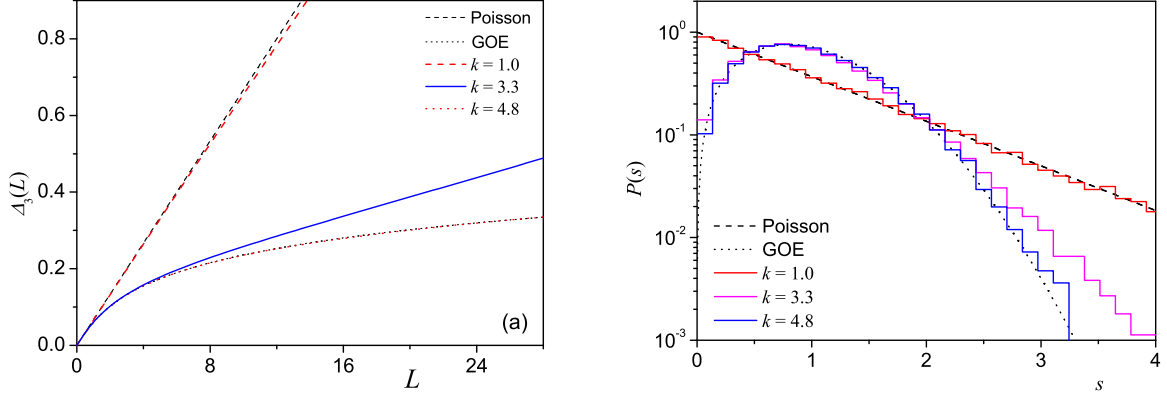 0.8
0.6
0.4
0.2
0.0
Δ₃(L)
Poisson
GOE
k = 1.0
k = 3.3
k = 4.8
(a)
0 8 16 24
L
10⁰
10⁻¹
10⁻²
10⁻³
P(s)
Poisson
GOE
k = 1.0
k = 3.3
k = 4.8
0 1 2 3 4
s